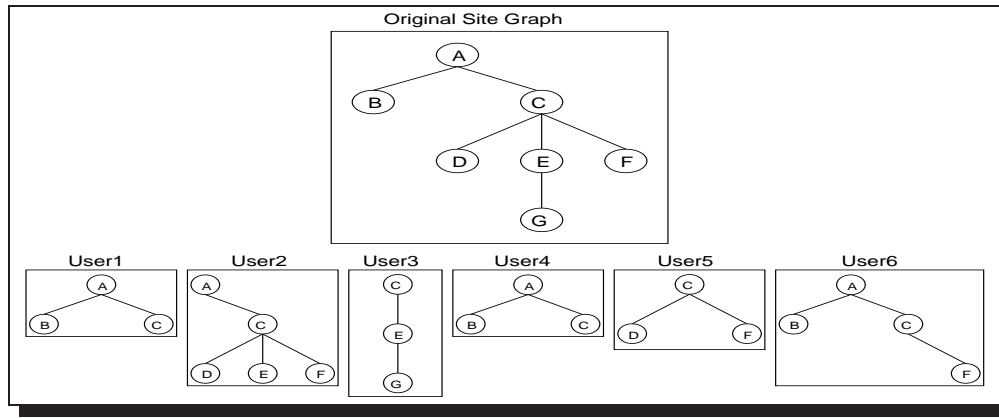 Original Site Graph
A
B C
D E F
G
User1 User2 User3 User4 User5 User6
A A C A C A
B C C E B C D F B C
D E F G F